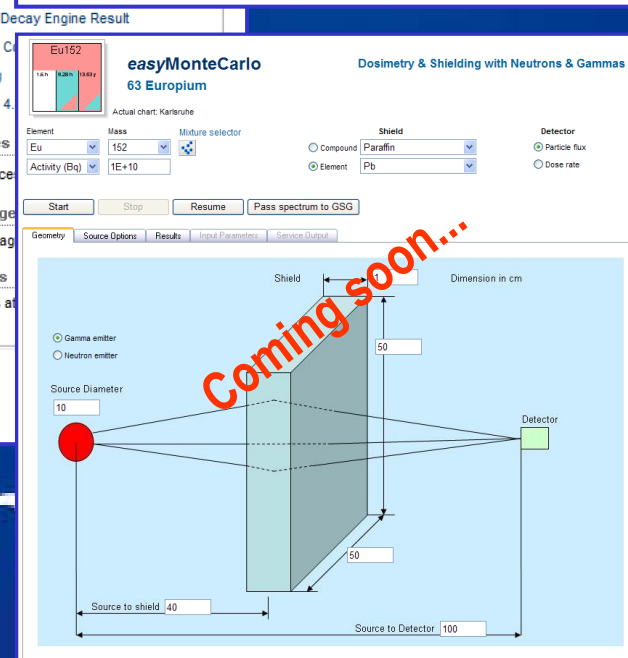 Decay Engine Result
Eu152
1.6 h 9.28 h 13.53 y
easyMonteCarlo
63 Europium
Dosimetry & Shielding with Neutrons & Gammas
Actual chart: Karlsruhe
Element Mass Mixture selector Shield Detector
Eu 152 Compound Paraffin Particle flux
Activity (Bq) 1E+10 Element Pb Dose rate
Start Stop Resume Pass spectrum to GSG
Geometry Source Options Results Input Parameters Service Output
Coming soon...
Shield 1 Dimension in cm
Gamma emitter
Neutron emitter
50
Source Diameter
10
Detector
50
Source to shield 40
Source to Detector 100